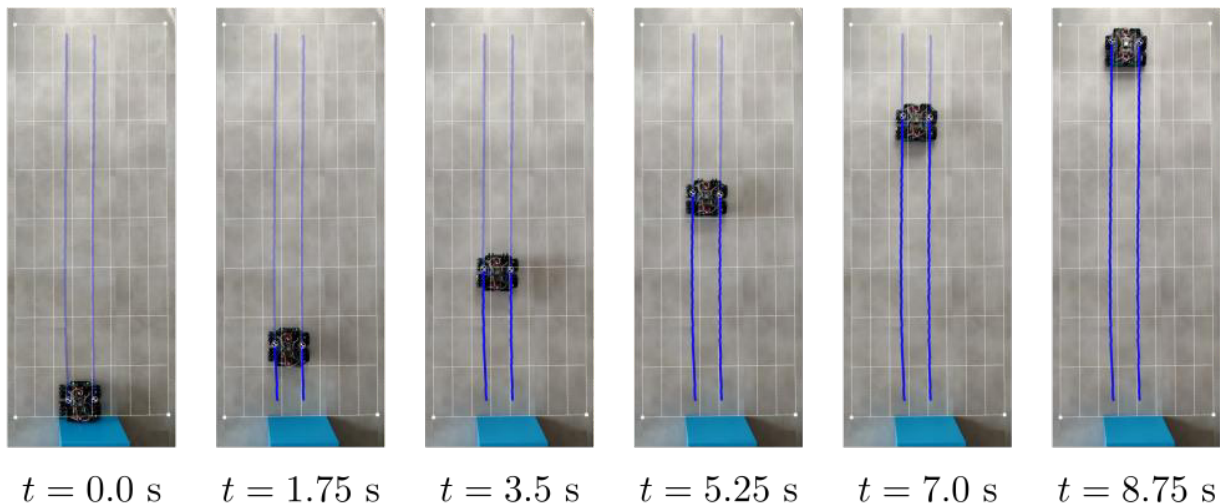 t = 0.0 s t = 1.75 s t = 3.5 s t = 5.25 s t = 7.0 s t = 8.75 s